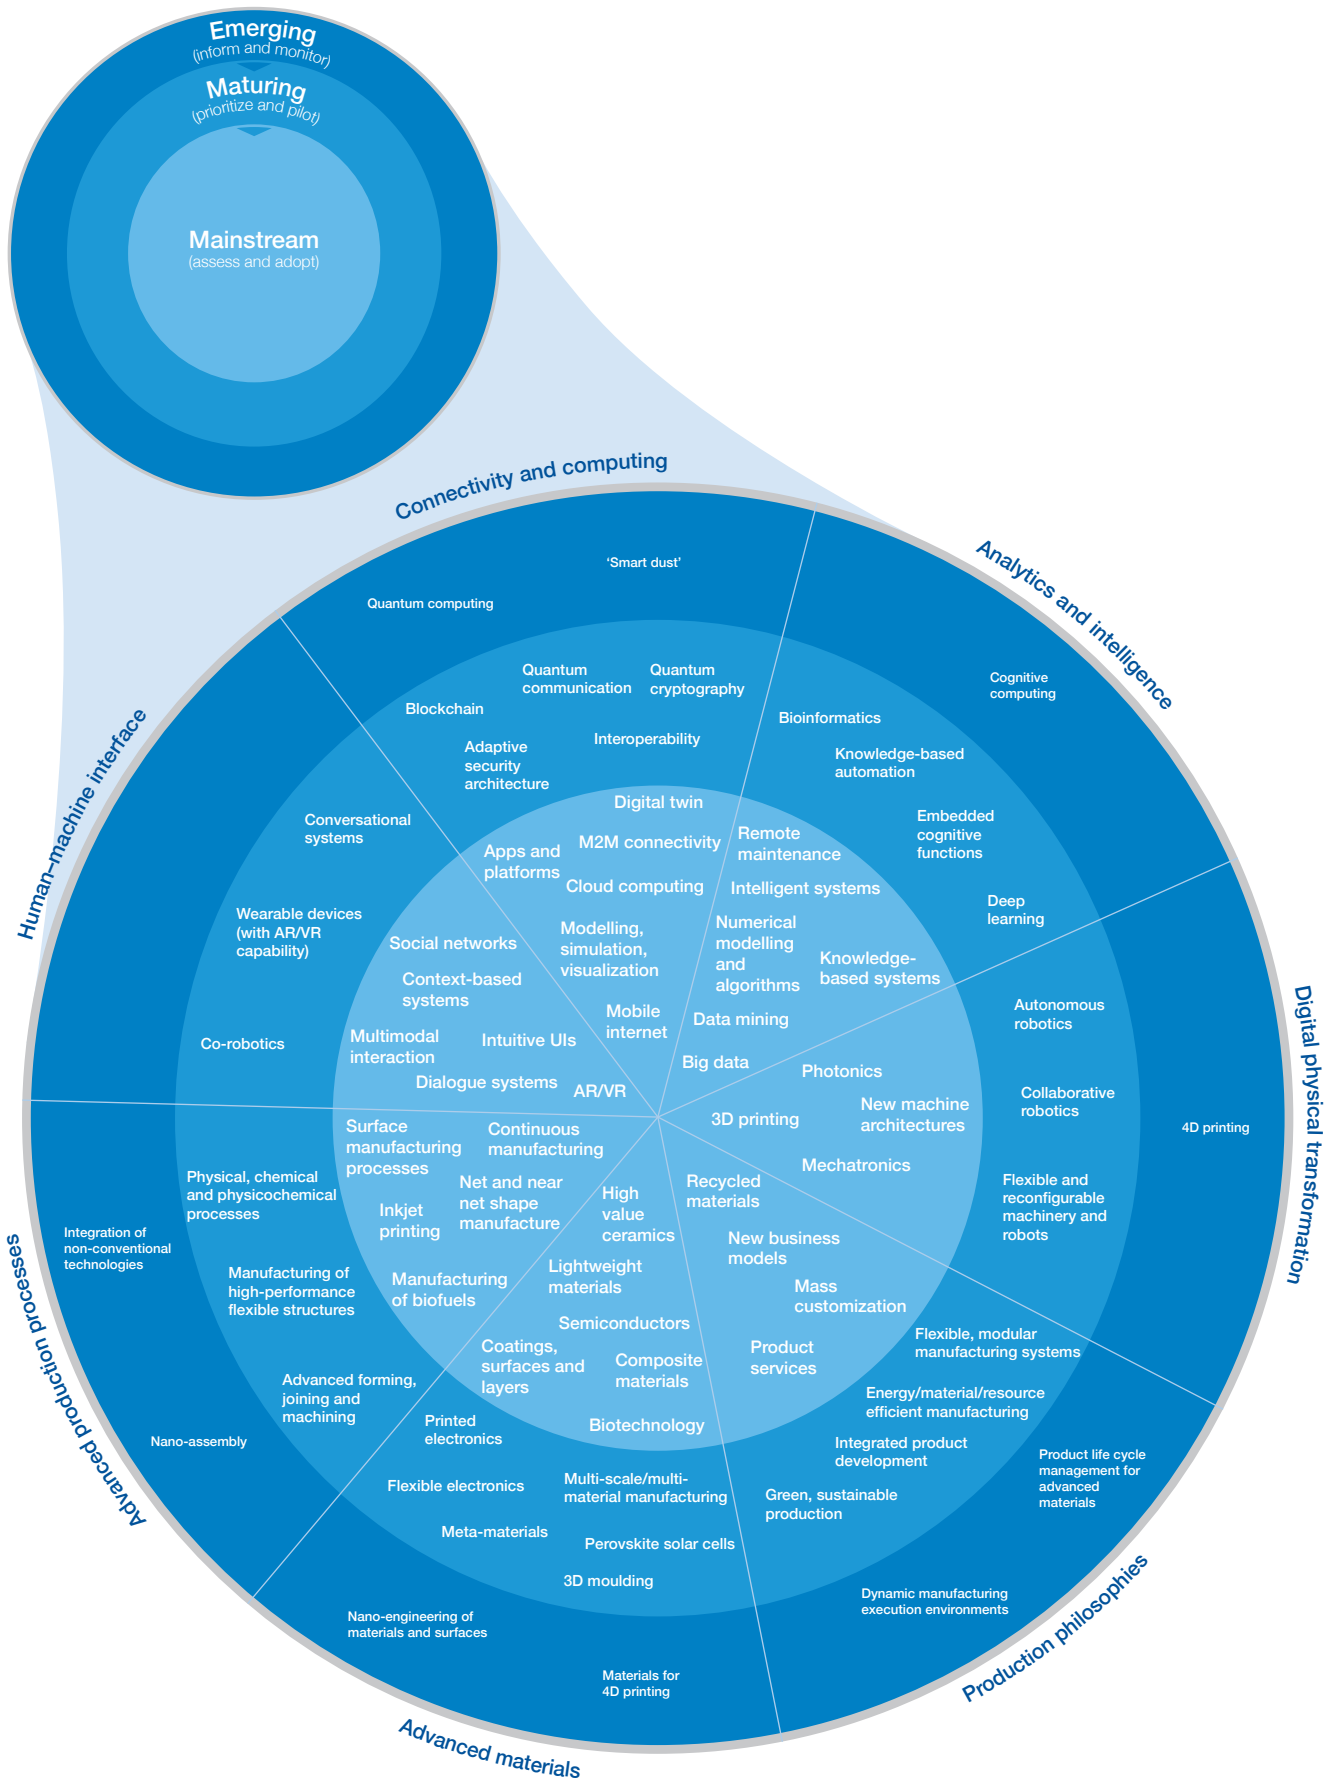 Emerging
(inform and monitor)
Maturing
(prioritize and pilot)
Mainstream
(assess and adopt)
Connectivity and computing
‘Smart dust’
Quantum computing
Quantum
communication
Quantum
cryptography
Blockchain
Interoperability
Adaptive
security
architecture
Digital twin
M2M connectivity
Apps and
platforms
Cloud computing
Modelling,
simulation,
visualization
Mobile
internet
Analytics and intelligence
Cognitive
computing
Bioinformatics
Knowledge-based
automation
Embedded
cognitive
functions
Deep
learning
Remote
maintenance
Intelligent systems
Numerical
modelling
and
algorithms
Knowledge-
based systems
Data mining
Big data
Digital physical transformation
4D printing
Autonomous
robotics
Collaborative
robotics
Flexible and
reconfigurable
machinery and
robots
Photonics
3D printing
New machine
architectures
Mechatronics
Production philosophies
Recycled
materials
New business
models
Mass
customization
Product
services
Flexible, modular
manufacturing systems
Energy/material/resource
efficient manufacturing
Integrated product
development
Green, sustainable
production
Product life cycle
management for
advanced
materials
Dynamic manufacturing
execution environments
Advanced materials
High
value
ceramics
Lightweight
materials
Semiconductors
Coatings,
surfaces and
layers
Composite
materials
Biotechnology
Printed
electronics
Flexible electronics
Multi-scale/multi-
material manufacturing
Meta-materials
Perovskite solar cells
3D moulding
Nano-engineering of
materials and surfaces
Materials for
4D printing
Advanced production processes
Surface
manufacturing
processes
Continuous
manufacturing
Net and near
net shape
manufacture
Inkjet
printing
Manufacturing
of biofuels
Physical, chemical
and physicochemical
processes
Manufacturing of
high-performance
flexible structures
Advanced forming,
joining and
machining
Integration of
non-conventional
technologies
Nano-assembly
Human–machine interface
Conversational
systems
Wearable devices
(with AR/VR
capability)
Co-robotics
Social networks
Context-based
systems
Multimodal
interaction
Intuitive UIs
Dialogue systems
AR/VR